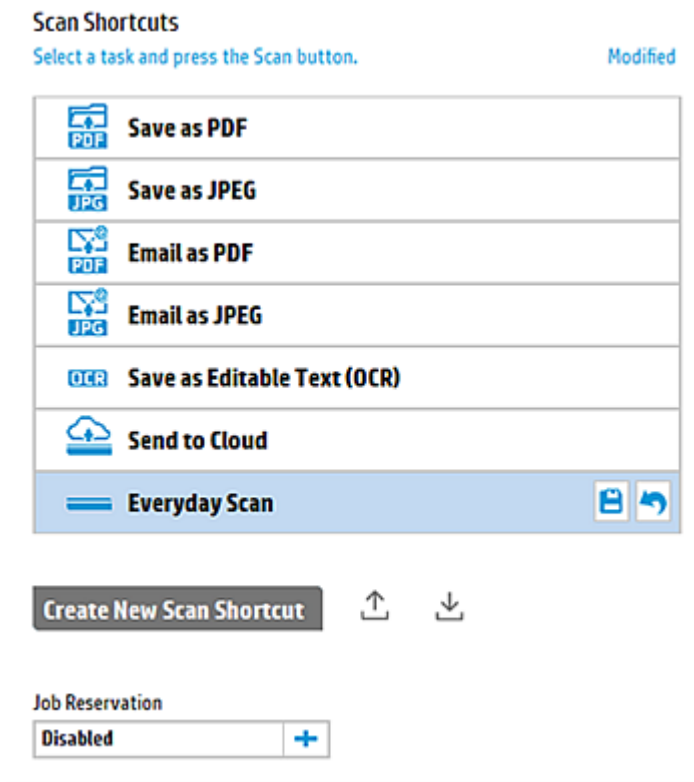 Scan Shortcuts
Select a task and press the Scan button. Modified
PDF Save as PDF
JPG Save as JPEG
PDF Email as PDF
JPG Email as JPEG
OCR Save as Editable Text (OCR)
Send to Cloud
Everyday Scan
Create New Scan Shortcut
Job Reservation
Disabled